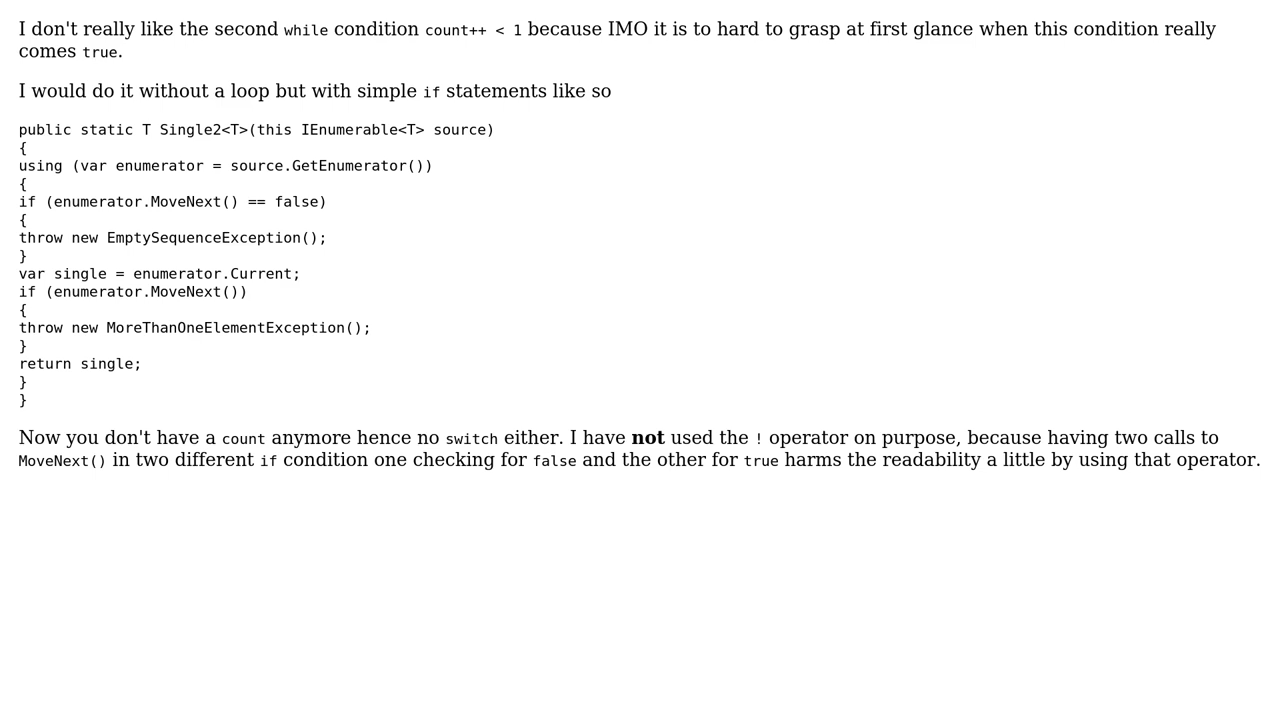 I don't really like the second while condition count++ < 1 because IMO it is to hard to grasp at first glance when this condition really
comes true.
I would do it without a loop but with simple if statements like so
public static T Single2<T>(this IEnumerable<T> source)
{
using (var enumerator = source.GetEnumerator())
{
if (enumerator.MoveNext() == false)
{
throw new EmptySequenceException();
}
var single = enumerator.Current;
if (enumerator.MoveNext())
{
throw new MoreThanOneElementException();
}
return single;
}
}
Now you don't have a count anymore hence no switch either. I have not used the ! operator on purpose, because having two calls to
MoveNext() in two different if condition one checking for false and the other for true harms the readability a little by using that operator.